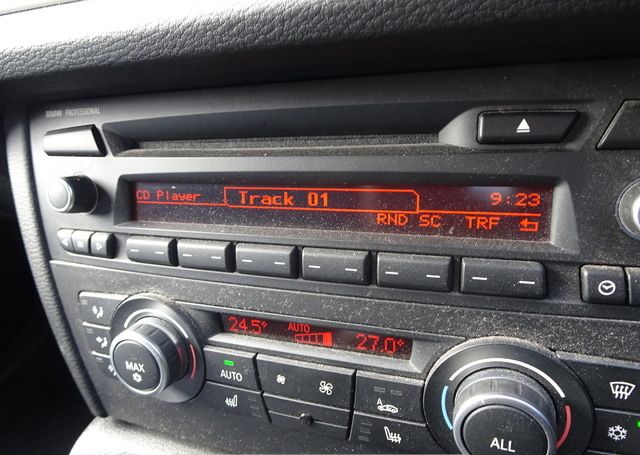 BMW PROFESSIONAL
CD Player Track 01 9:23
RND SC TRF
24.5° AUTO 27.0°
MAX
AUTO
A
ALL